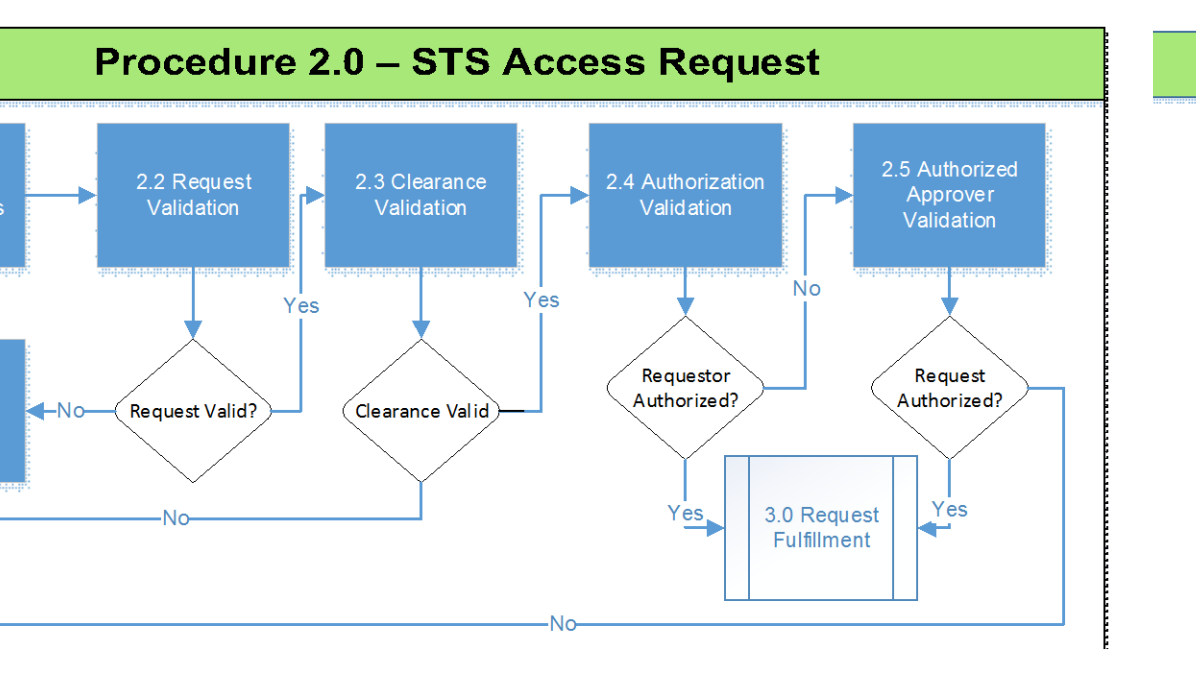 Procedure 2.0 – STS Access Request
s
2.2 Request
Validation
2.3 Clearance
Validation
2.4 Authorization
Validation
2.5 Authorized
Approver
Validation
Yes
Yes
No
No
Request Valid?
Clearance Valid
Requestor
Authorized?
Request
Authorized?
No
Yes
3.0 Request
Fulfillment
Yes
No